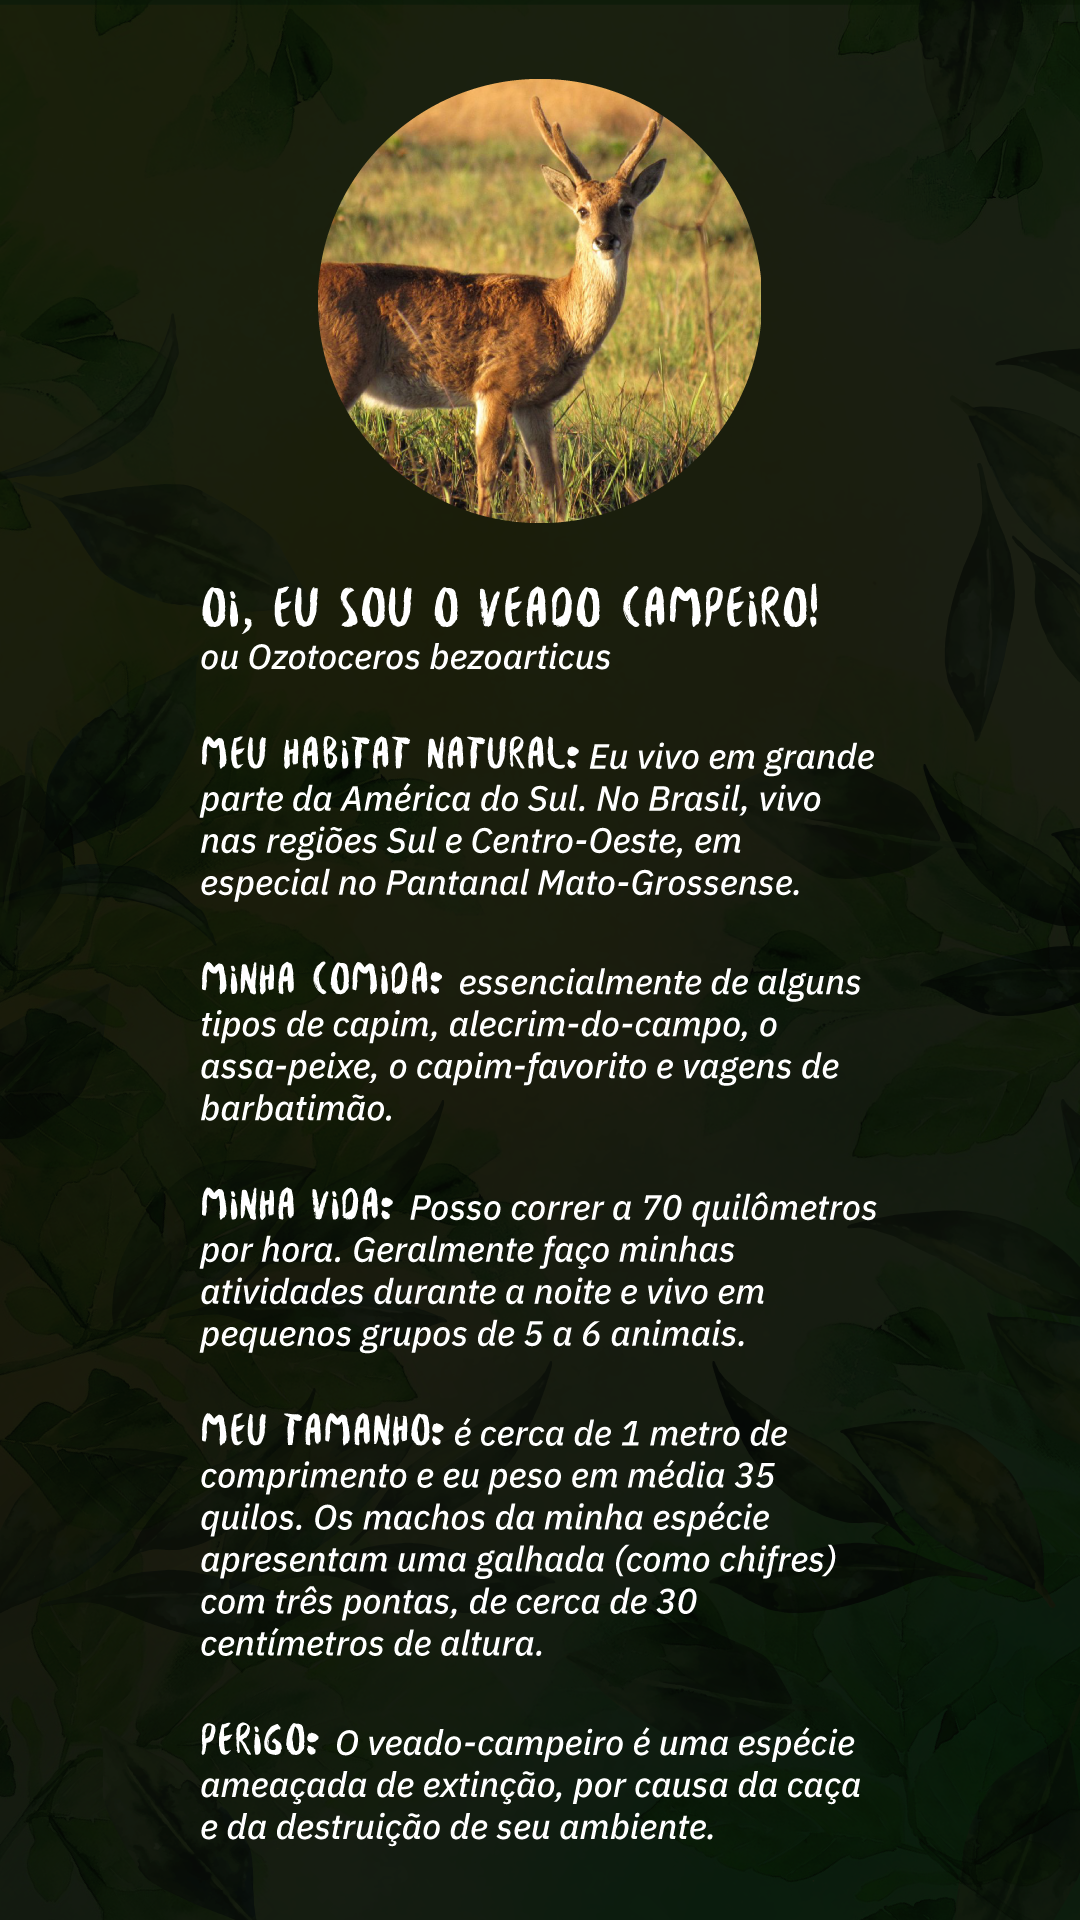 Oi, EU SOU O VEADO CAMPEiRO!
ou Ozotoceros bezoarticus
MEU HABiTAT NATURAL: Eu vivo em grande
parte da América do Sul. No Brasil, vivo
nas regiões Sul e Centro-Oeste, em
especial no Pantanal Mato-Grossense.
MiNHA COMiDA: essencialmente de alguns
tipos de capim, alecrim-do-campo, o
assa-peixe, o capim-favorito e vagens de
barbatimão.
MiNHA ViDA: Posso correr a 70 quilômetros
por hora. Geralmente faço minhas
atividades durante a noite e vivo em
pequenos grupos de 5 a 6 animais.
MEU TAMANHO: é cerca de 1 metro de
comprimento e eu peso em média 35
quilos. Os machos da minha espécie
apresentam uma galhada (como chifres)
com três pontas, de cerca de 30
centímetros de altura.
PERiGO: O veado-campeiro é uma espécie
ameaçada de extinção, por causa da caça
e da destruição de seu ambiente.